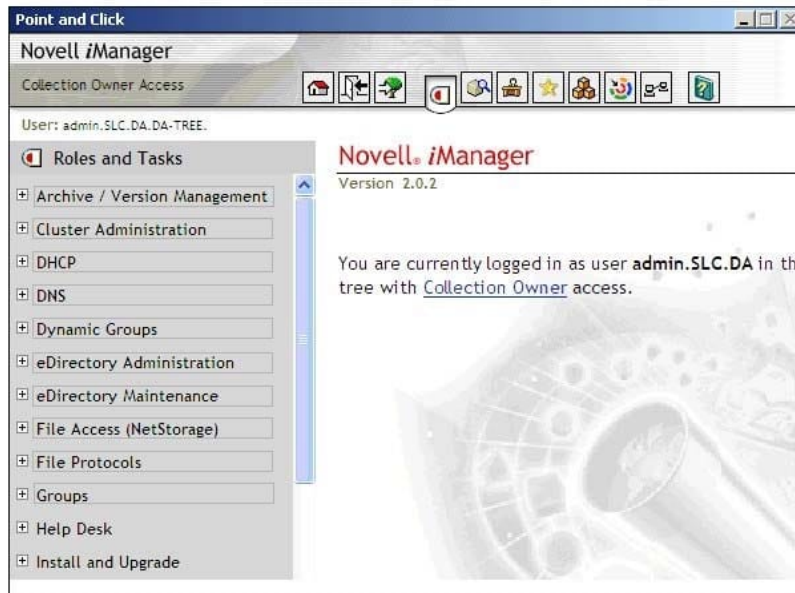 Point and Click
Novell iManager
Collection Owner Access
User: admin.SLC.DA.DA-TREE.
Roles and Tasks
Archive / Version Management
Cluster Administration
DHCP
DNS
Dynamic Groups
eDirectory Administration
eDirectory Maintenance
File Access (NetStorage)
File Protocols
Groups
Help Desk
Install and Upgrade
Novell® iManager
Version 2.0.2
You are currently logged in as user admin.SLC.DA in th
tree with Collection Owner access.